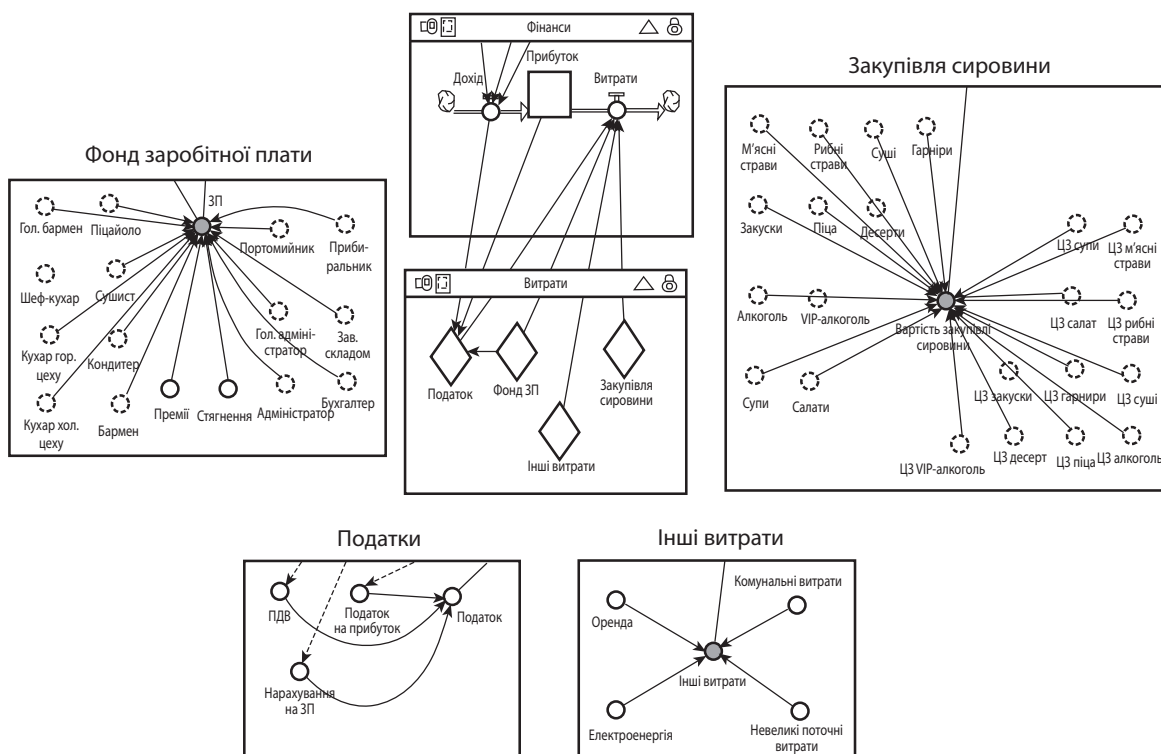 Фінанси
Дохід
Прибуток
Витрати
Фонд заробітної плати
ЗП
Гол. бармен
Піцайоло
Портомийник
Приби-
ральник
Шеф-кухар
Сушист
Гол. адміні-
стратор
Зав.
складом
Кухар гор.
цеху
Кондитер
Кухар хол.
цеху
Бармен
Премії
Стягнення
Адміністратор
Бухгалтер
Витрати
Податок
Фонд ЗП
Закупівля
сировини
Інші витрати
Закупівля сировини
М'ясні
страви
Рибні
страви
Суші
Гарніри
Закуски
Піца
Десерти
ЦЗ супи
ЦЗ м'ясні
страви
Алкоголь
VIP-алкоголь
Вартість закупівлі
сировини
ЦЗ салат
ЦЗ рибні
страви
Супи
Салати
ЦЗ закуски
ЦЗ гарнири
ЦЗ суші
ЦЗ VIP-алкоголь
ЦЗ десерт
ЦЗ піца
ЦЗ алкоголь
Податки
ПДВ
Податок
на прибуток
Податок
Нарахування
на ЗП
Інші витрати
Оренда
Комунальні витрати
Інші витрати
Електроенергія
Невеликі поточні
витрати